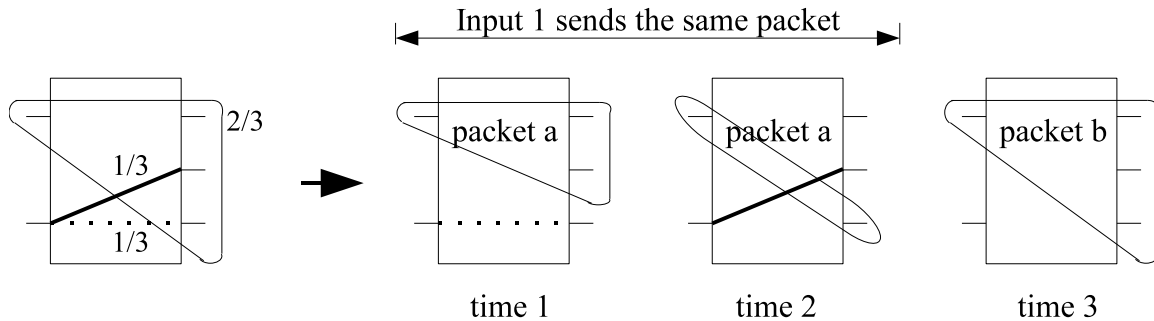 Input 1 sends the same packet
2/3
1/3
1/3
packet a
packet a
packet b
time 1
time 2
time 3